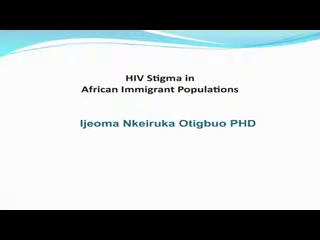 HIV Stigma in
African Immigrant Populations
Ijeoma Nkeiruka Otigbuo PHD